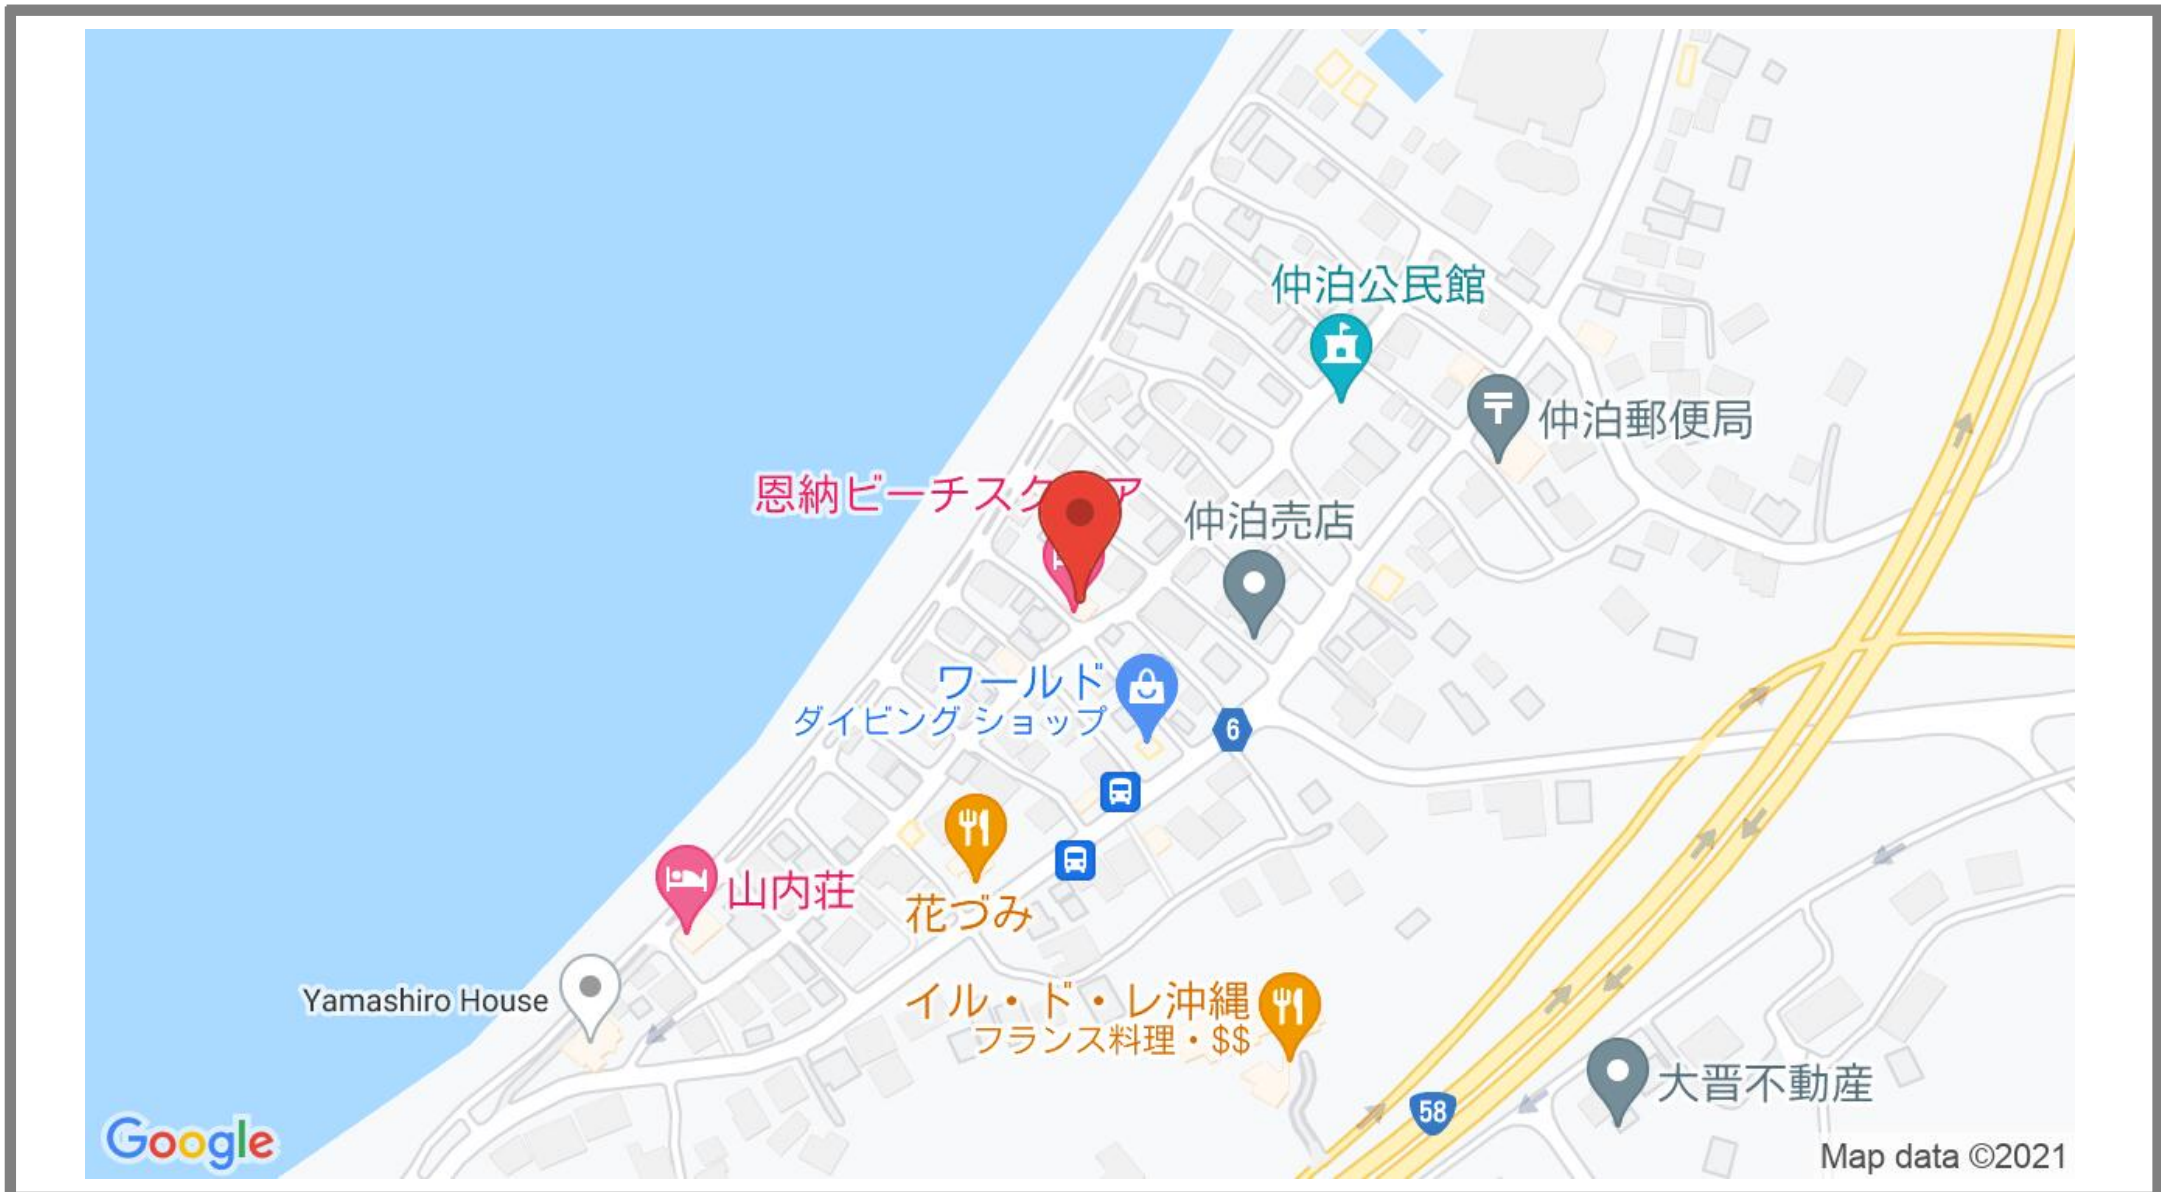 仲泊公民館
〒
仲泊郵便局
恩納ビーチスク ア
仲泊売店
ワールド
ダイビング ショップ
6
山内荘
花づみ
Yamashiro House
イル・ド・レ沖縄
フランス料理・$$
58
大晋不動産
Google
Map data ©2021